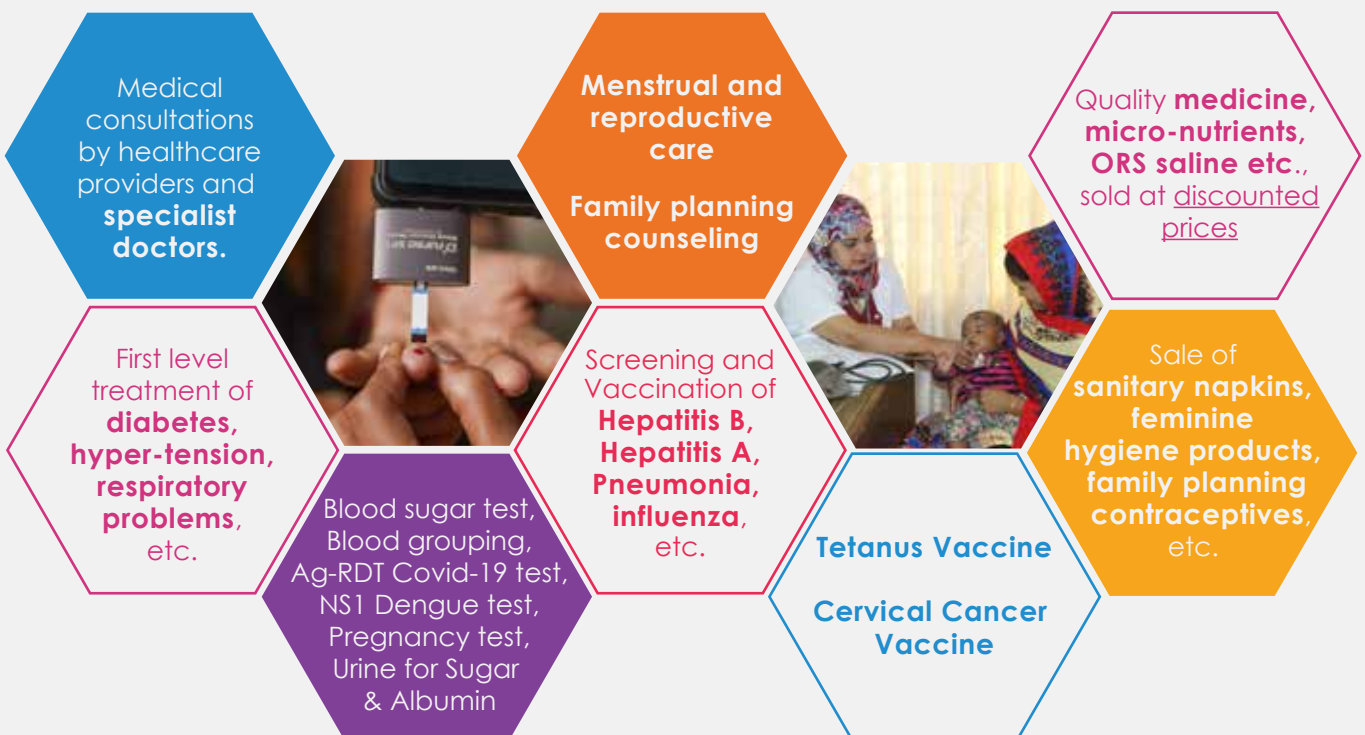 Medical
consultations
by healthcare
providers and
specialist
doctors.
Menstrual and
reproductive
care
Family planning
counseling
Quality medicine,
micro-nutrients,
ORS saline etc.,
sold at discounted
prices
First level
treatment of
diabetes,
hyper-tension,
respiratory
problems,
etc.
Screening and
Vaccination of
Hepatitis B,
Hepatitis A,
Pneumonia,
influenza,
etc.
Sale of
sanitary napkins,
feminine
hygiene products,
family planning
contraceptives,
etc.
Blood sugar test,
Blood grouping,
Ag-RDT Covid-19 test,
NS1 Dengue test,
Pregnancy test,
Urine for Sugar
& Albumin
Tetanus Vaccine
Cervical Cancer
Vaccine